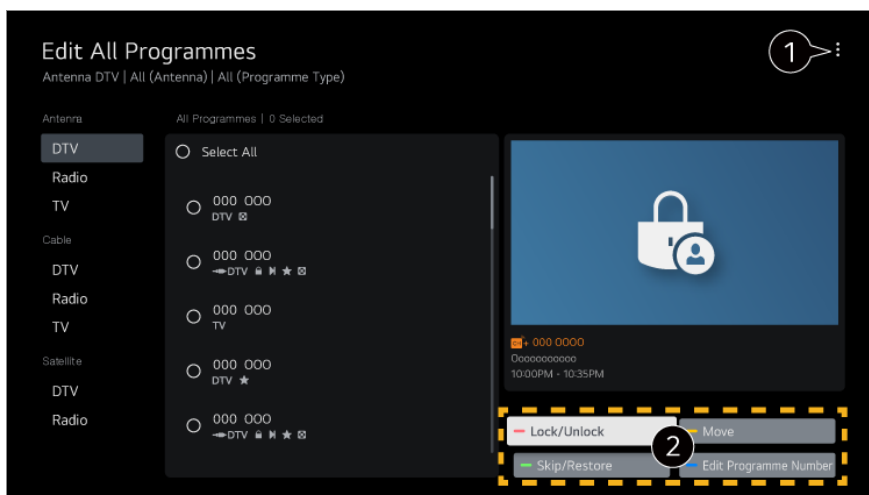 Edit All Programmes
Antenna DTV | All (Antenna) | All (Programme Type)
1
Antenna
DTV
Radio
TV
Cable
DTV
Radio
TV
Satellite
DTV
Radio
All Programmes | 0 Selected
Select All
000 000
DTV
000 000
DTV
000 000
TV
000 000
DTV
000 000
DTV
+ 000 0000
Ooooooooooo
10:00PM - 10:35PM
Lock/Unlock
Move
2
Skip/Restore
Edit Programme Number